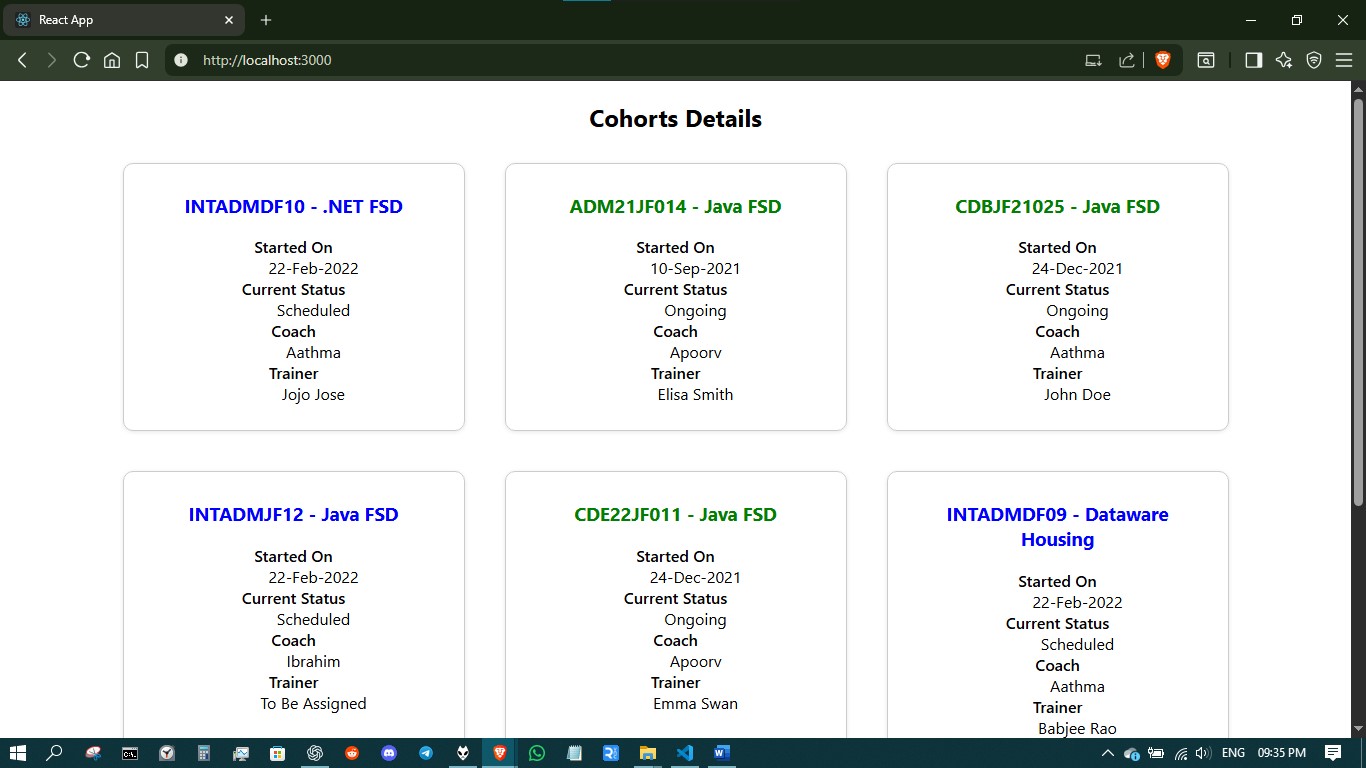 React App
http://localhost:3000
Cohorts Details
INTADMDF10 - .NET FSD
Started On
22-Feb-2022
Current Status
Scheduled
Coach
Aathma
Trainer
Jojo Jose
ADM21JF014 - Java FSD
Started On
10-Sep-2021
Current Status
Ongoing
Coach
Apoorv
Trainer
Elisa Smith
CDBJF21025 - Java FSD
Started On
24-Dec-2021
Current Status
Ongoing
Coach
Aathma
Trainer
John Doe
INTADMJF12 - Java FSD
Started On
22-Feb-2022
Current Status
Scheduled
Coach
Ibrahim
Trainer
To Be Assigned
CDE22JF011 - Java FSD
Started On
24-Dec-2021
Current Status
Ongoing
Coach
Apoorv
Trainer
Emma Swan
INTADMDF09 - Dataware
Housing
Started On
22-Feb-2022
Current Status
Scheduled
Coach
Aathma
Trainer
Babjee Rao
ENG
09:35 PM